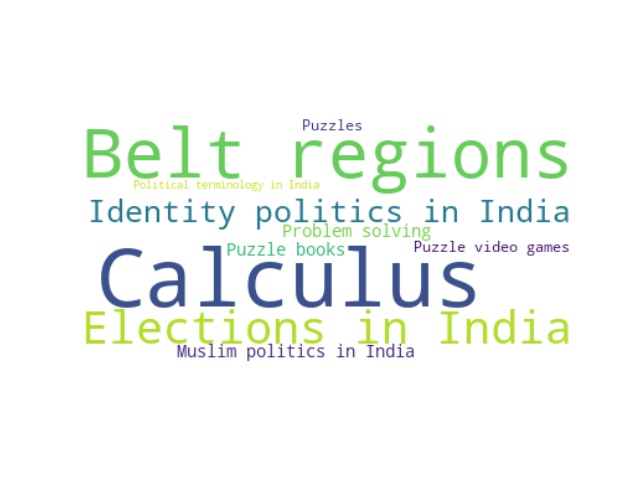 Puzzles
Belt regions
Political terminology in India
Identity politics in India
Problem solving
Puzzle books
Puzzle video games
Calculus
Elections in India
Muslim politics in India